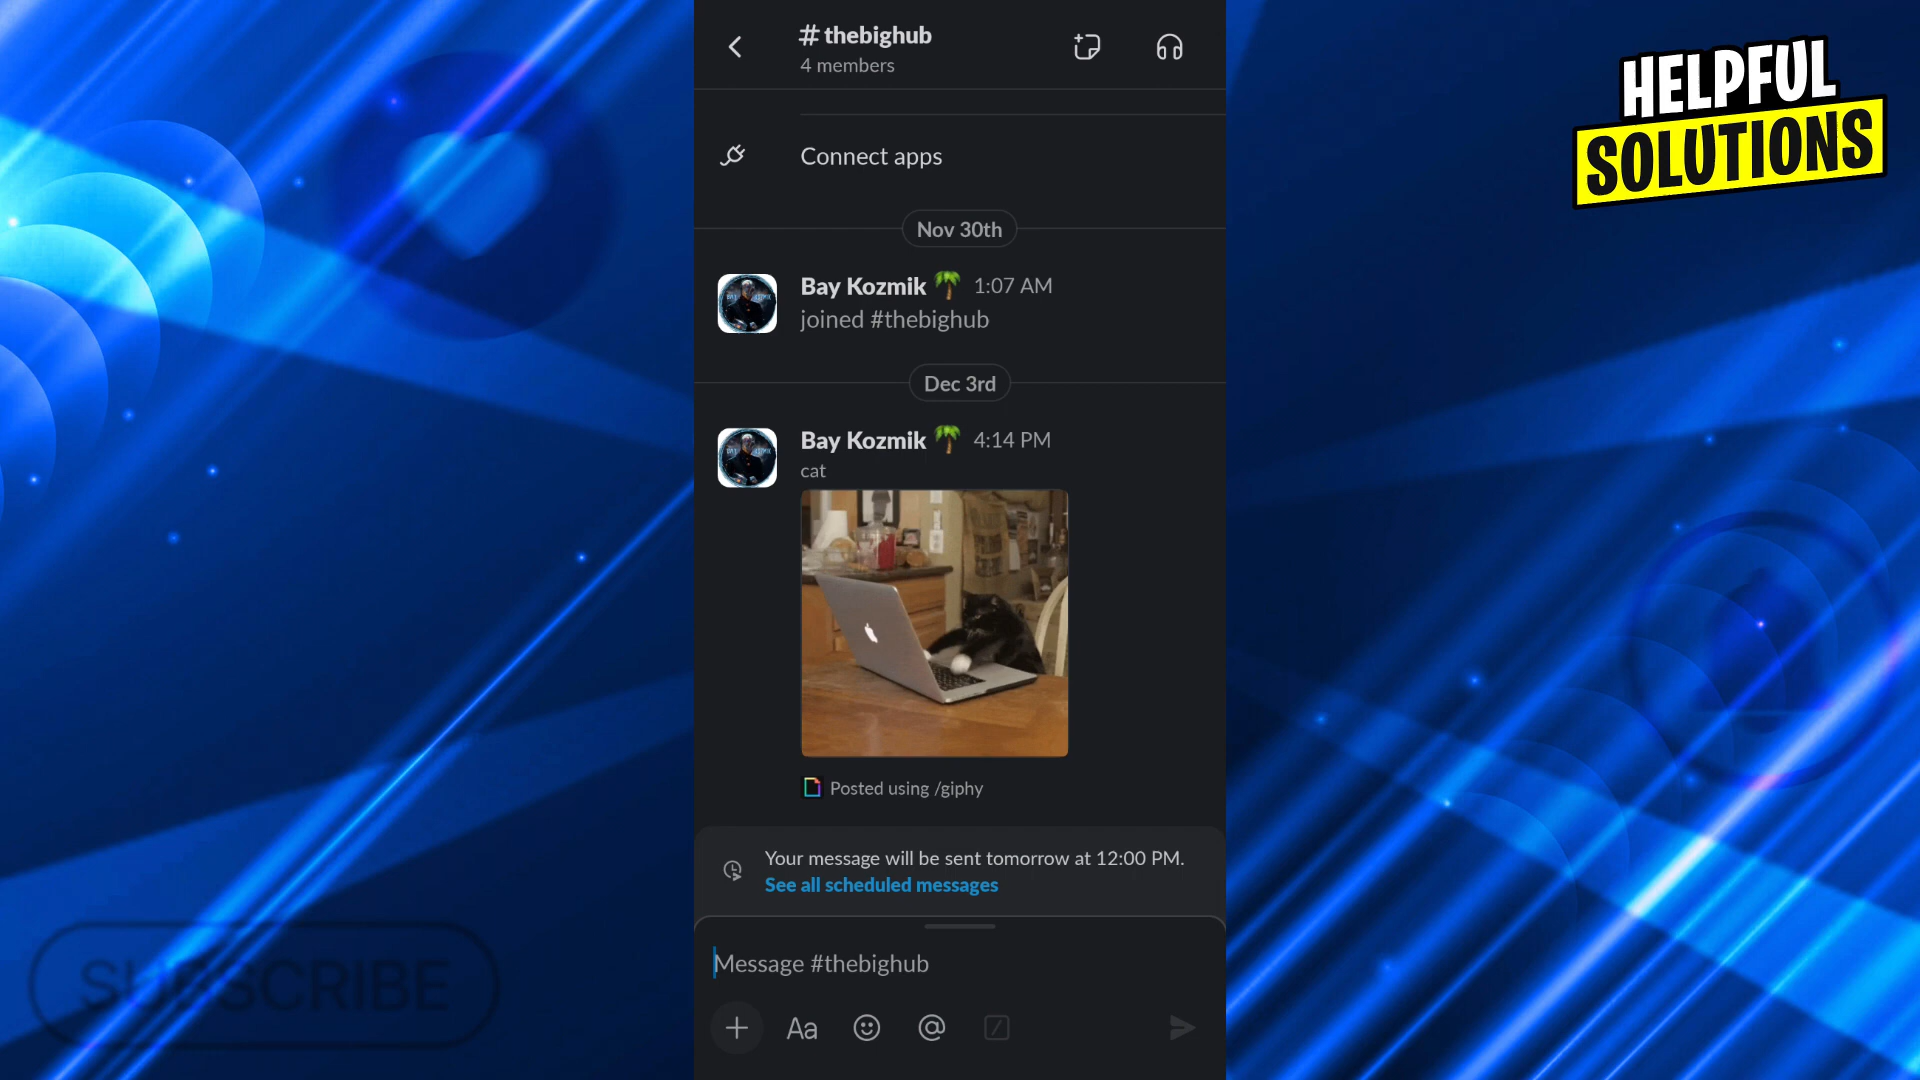 #thebighub
4 members
HELPFUL
SOLUTIONS
Connect apps
Nov 30th
Bay Kozmik 🌴 1:07 AM
joined #thebighub
Dec 3rd
Bay Kozmik 🌴 4:14 PM
cat
Posted using /giphy
Your message will be sent tomorrow at 12:00 PM.
See all scheduled messages
Message #thebighub
Aa
SUBSCRIBE